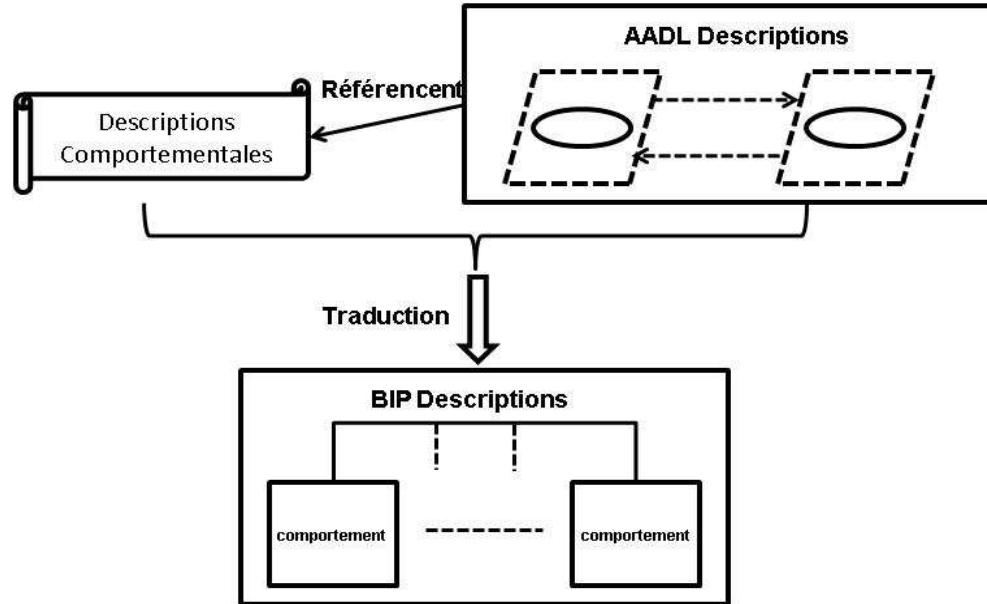 AADL Descriptions
Référencent
Descriptions
Comportementales
Traduction
BIP Descriptions
comportement
comportement